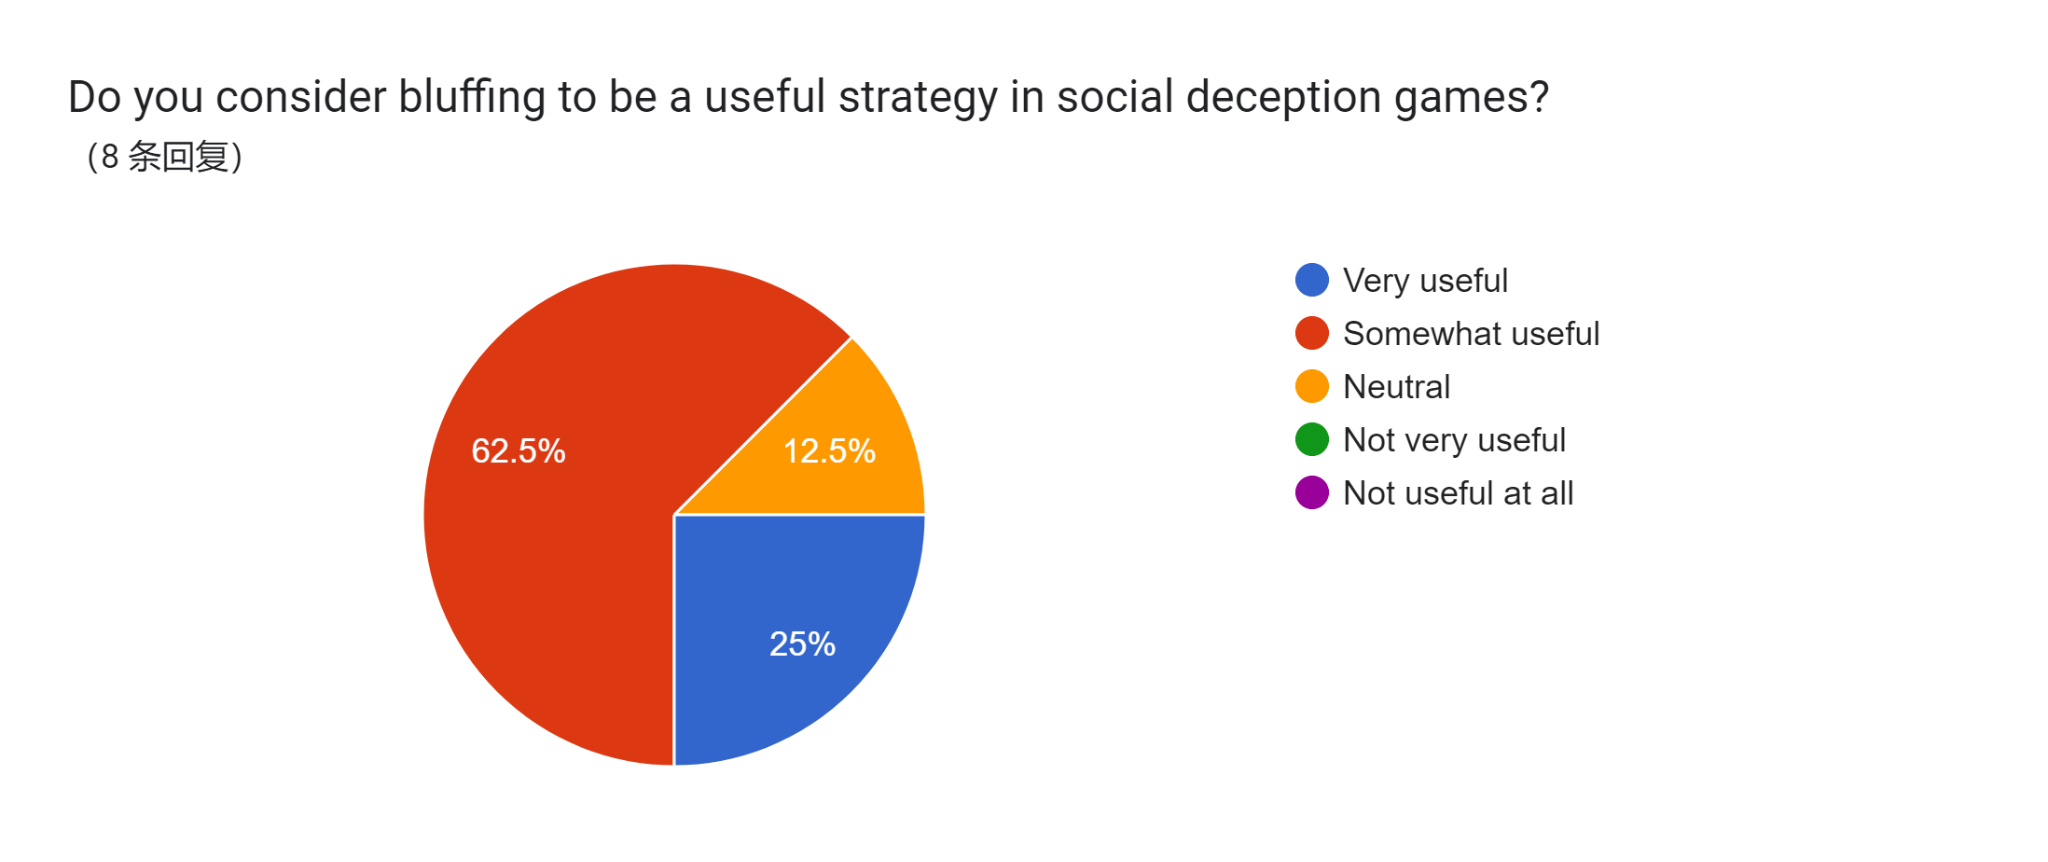 Do you consider bluffing to be a useful strategy in social deception games?
（8 条回复）
Very useful
Somewhat useful
Neutral
Not very useful
Not useful at all
62.5%
12.5%
25%